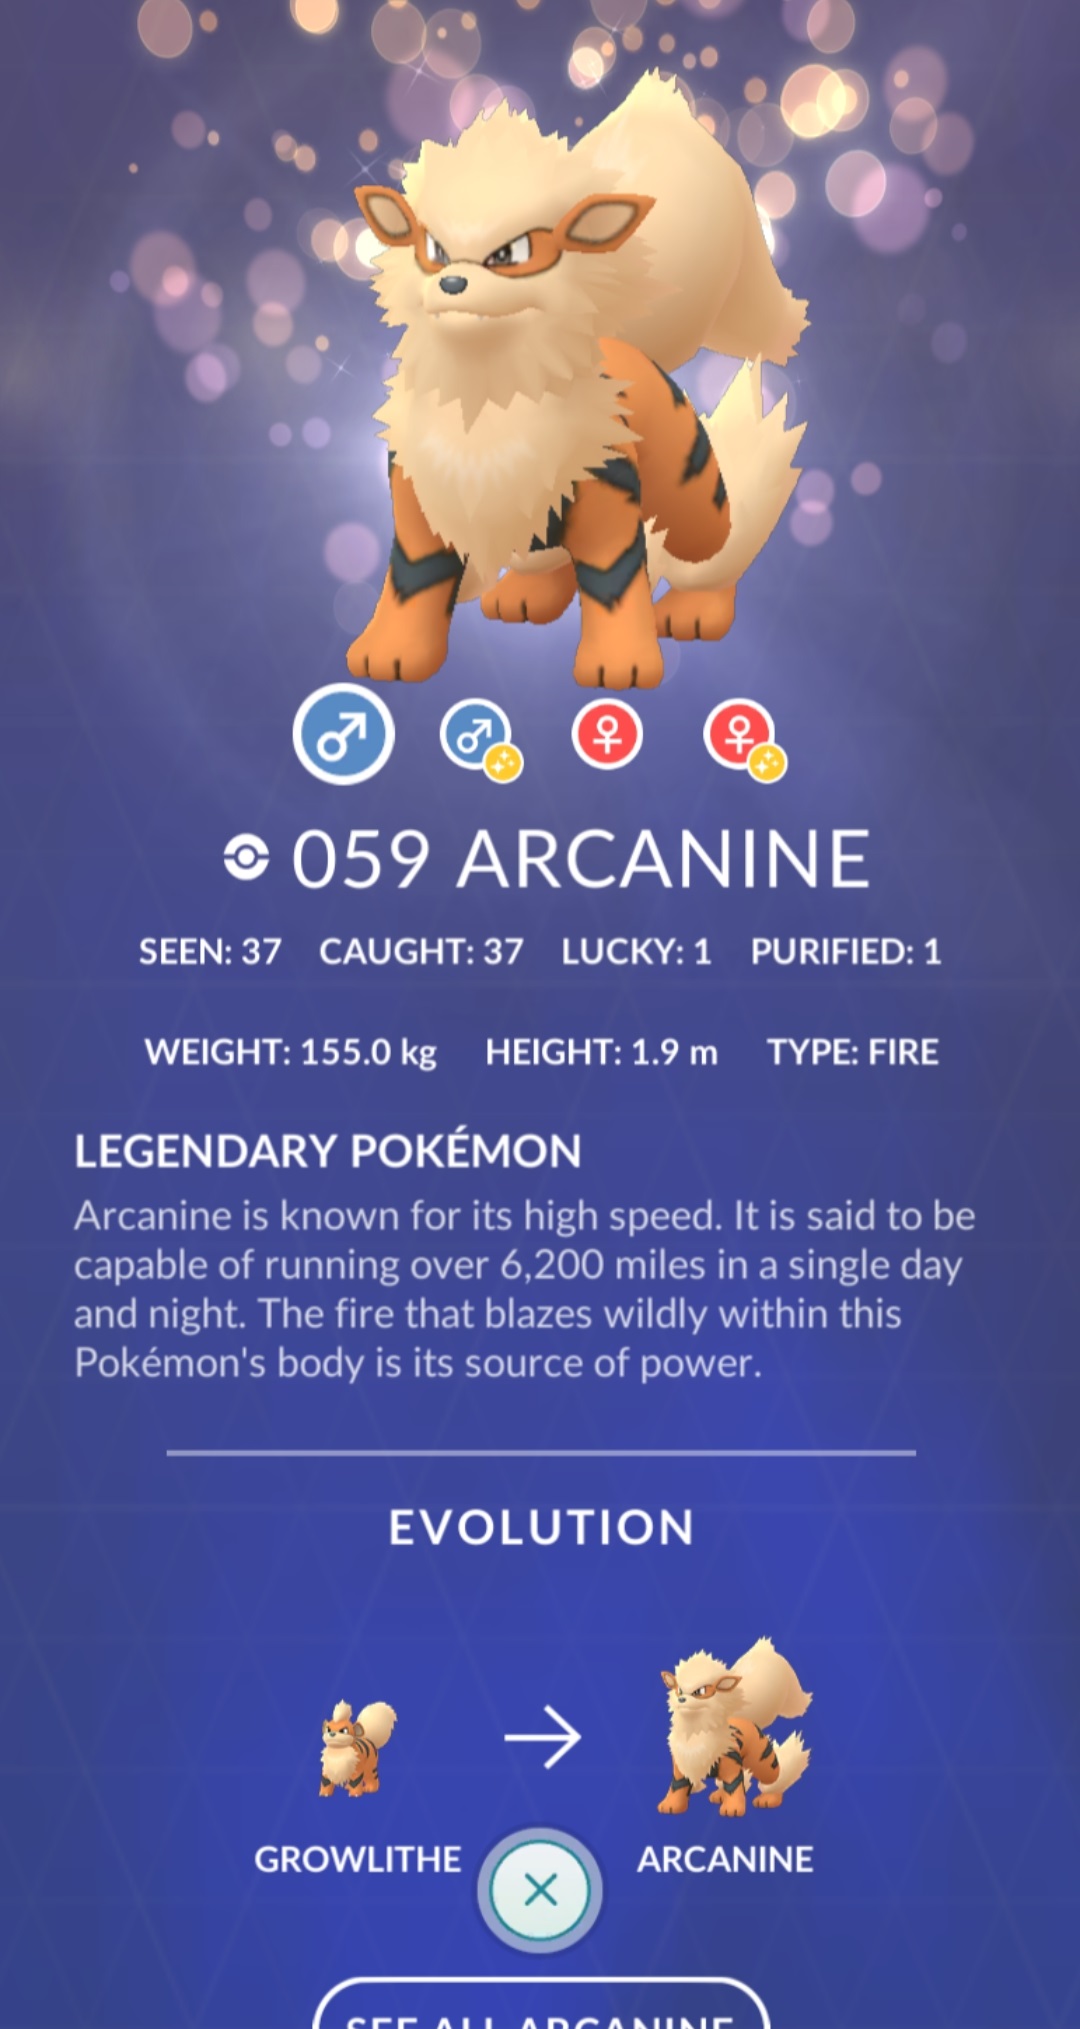 059 ARCANINE
SEEN: 37 CAUGHT: 37 LUCKY: 1 PURIFIED: 1
WEIGHT: 155.0 kg HEIGHT: 1.9 m TYPE: FIRE
LEGENDARY POKÉMON
Arcanine is known for its high speed. It is said to be
capable of running over 6,200 miles in a single day
and night. The fire that blazes wildly within this
Pokémon's body is its source of power.
EVOLUTION
GROWLITHE ARCANINE
SEE ALL ARCANINE